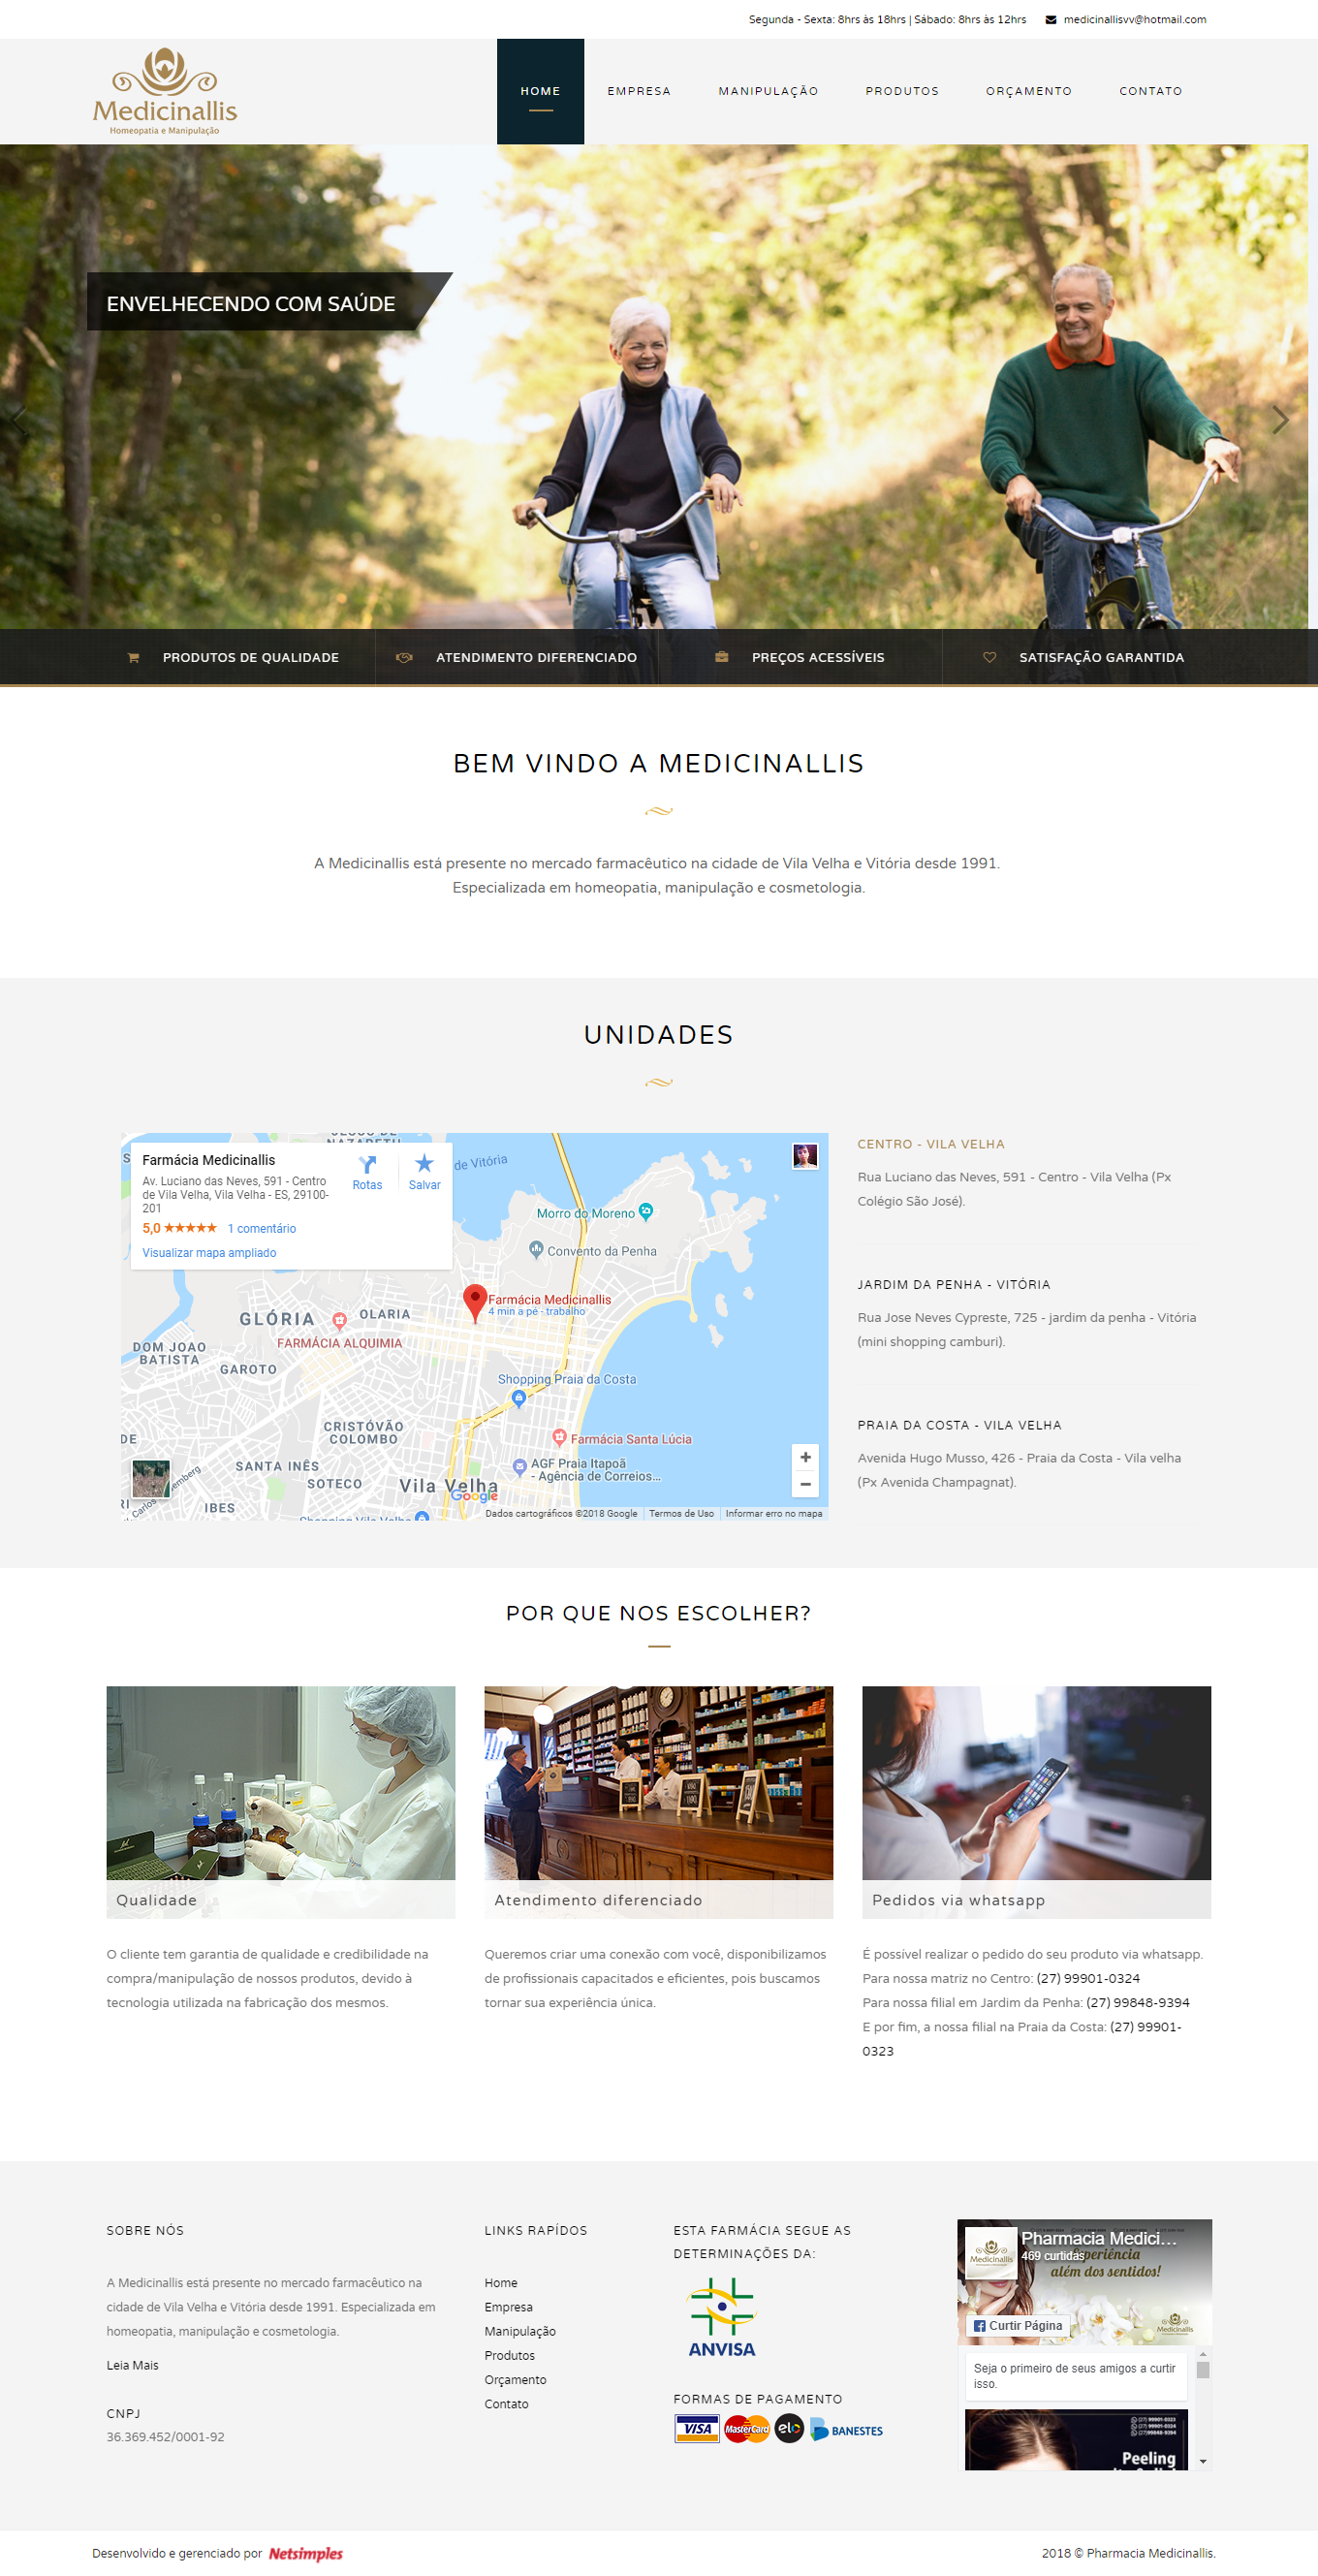 Segunda - Sexta: 8hrs às 18hrs | Sábado: 8hrs às 12hrs
medicinallisvv@hotmail.com
Medicinallis
Homeopatia e Manipulação
HOME
EMPRESA
MANIPULAÇÃO
PRODUTOS
ORÇAMENTO
CONTATO
ENVELHECENDO COM SAÚDE
PRODUTOS DE QUALIDADE
ATENDIMENTO DIFERENCIADO
PREÇOS ACESSÍVEIS
SATISFAÇÃO GARANTIDA
BEM VINDO A MEDICINALLIS
A Medicinallis está presente no mercado farmacêutico na cidade de Vila Velha e Vitória desde 1991.
Especializada em homeopatia, manipulação e cosmetologia.
UNIDADES
Farmácia Medicinallis
Av. Luciano das Neves, 591 - Centro
de Vila Velha, Vila Velha - ES, 29100-
201
5,0
1 comentário
Visualizar mapa ampliado
Rotas
Salvar
de Vitória
Morro do Moreno
Convento da Penha
Farmácia Medicinallis
4 min a pé - trabalho
GLÓRIA
OLARIA
FARMÁCIA ALQUIMIA
DOM JOAO
BATISTA
GAROTO
Shopping Praia da Costa
CRISTÓVÃO
COLOMBO
Farmácia Santa Lúcia
SANTA INÊS
SOTECO
AGF Praia Itapoã
- Agência de Correios...
Vila Velha
Google
IBES
Shopping Vila Velha
Dados cartográficos ©2018 Google
Termos de Uso
Informar erro no mapa
CENTRO - VILA VELHA
Rua Luciano das Neves, 591 - Centro - Vila Velha (Px
Colégio São José).
JARDIM DA PENHA - VITÓRIA
Rua Jose Neves Cypreste, 725 - jardim da penha - Vitória
(mini shopping camburi).
PRAIA DA COSTA - VILA VELHA
Avenida Hugo Musso, 426 - Praia da Costa - Vila velha
(Px Avenida Champagnat).
POR QUE NOS ESCOLHER?
Qualidade
O cliente tem garantia de qualidade e credibilidade na
compra/manipulação de nossos produtos, devido à
tecnologia utilizada na fabricação dos mesmos.
Atendimento diferenciado
Queremos criar uma conexão com você, disponibilizamos
de profissionais capacitados e eficientes, pois buscamos
tornar sua experiência única.
Pedidos via whatsapp
É possível realizar o pedido do seu produto via whatsapp.
Para nossa matriz no Centro: (27) 99901-0324
Para nossa filial em Jardim da Penha: (27) 99848-9394
E por fim, a nossa filial na Praia da Costa: (27) 99901-
0323
SOBRE NÓS
A Medicinallis está presente no mercado farmacêutico na
cidade de Vila Velha e Vitória desde 1991. Especializada em
homeopatia, manipulação e cosmetologia.
Leia Mais
CNPJ
36.369.452/0001-92
LINKS RAPÍDOS
Home
Empresa
Manipulação
Produtos
Orçamento
Contato
ESTA FARMÁCIA SEGUE AS
DETERMINAÇÕES DA:
ANVISA
FORMAS DE PAGAMENTO
VISA
MasterCard
elo
BANESTES
Pharmacia Medici...
469 curtidas
Experiência
além dos sentidos!
Medicinallis
Medicinallis
Curtir Página
Seja o primeiro de seus amigos a curtir
isso.
(27) 99901-0323
(27) 99901-0324
(27) 99848-9394
Peeling
Desenvolvido e gerenciado por Netsimples
2018 © Pharmacia Medicinallis.